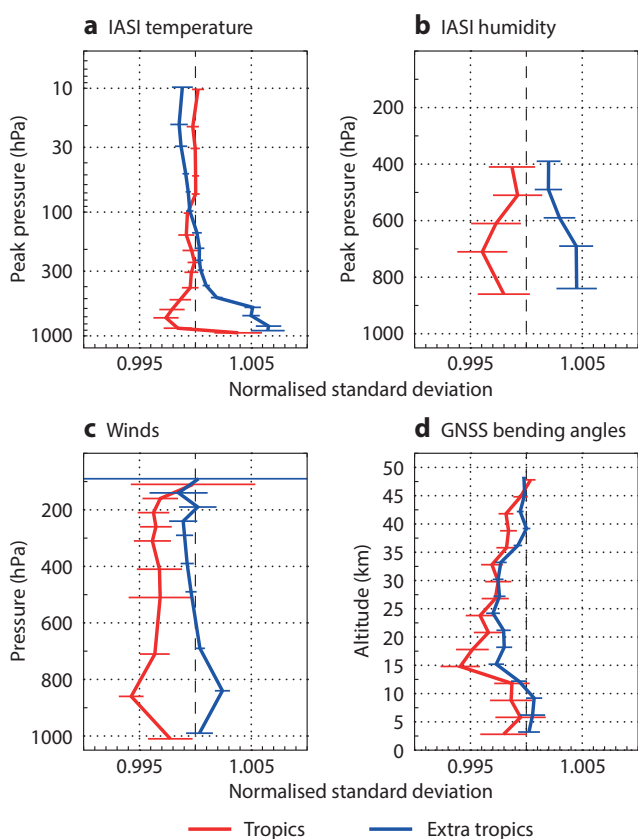 a IASI temperature
b IASI humidity
Peak pressure (hPa)
10
30
100
300
1000
0.995
1.005
Peak pressure (hPa)
200
400
600
800
1000
0.995
1.005
Normalised standard deviation
c Winds
d GNSS bending angles
Pressure (hPa)
200
400
600
800
1000
0.995
1.005
Altitude (km)
50
45
40
35
30
25
20
15
10
5
0
0.995
1.005
Normalised standard deviation
Tropics
Extra tropics